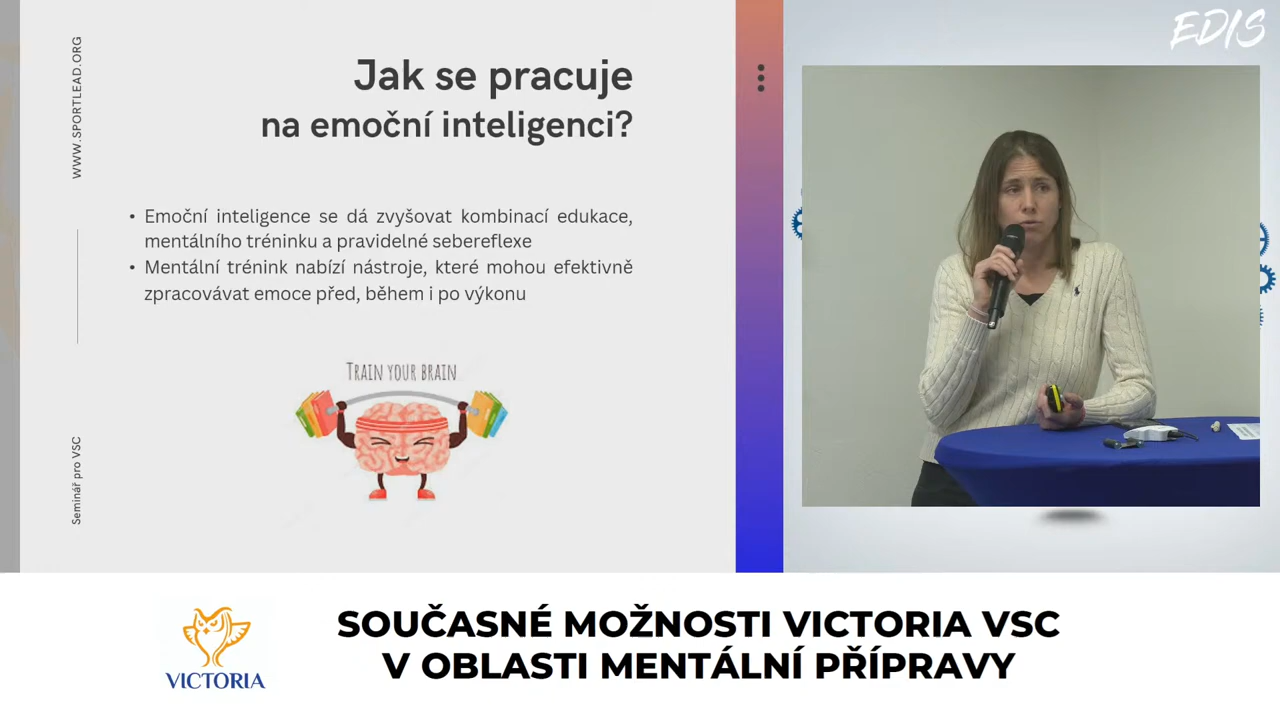 WWW.SPORTLEAD.ORG
Seminář pro VSC
Jak se pracuje
na emoční inteligenci?
• Emoční inteligence se dá zvyšovat kombinací edukace,
mentálního tréninku a pravidelné sebereflexe
• Mentální trénink nabízí nástroje, které mohou efektivně
zpracovávat emoce před, během i po výkonu
TRAIN YOUR BRAIN
EDIS
VICTORIA
SOUČASNÉ MOŽNOSTI VICTORIA VSC
V OBLASTI MENTÁLNÍ PŘÍPRAVY